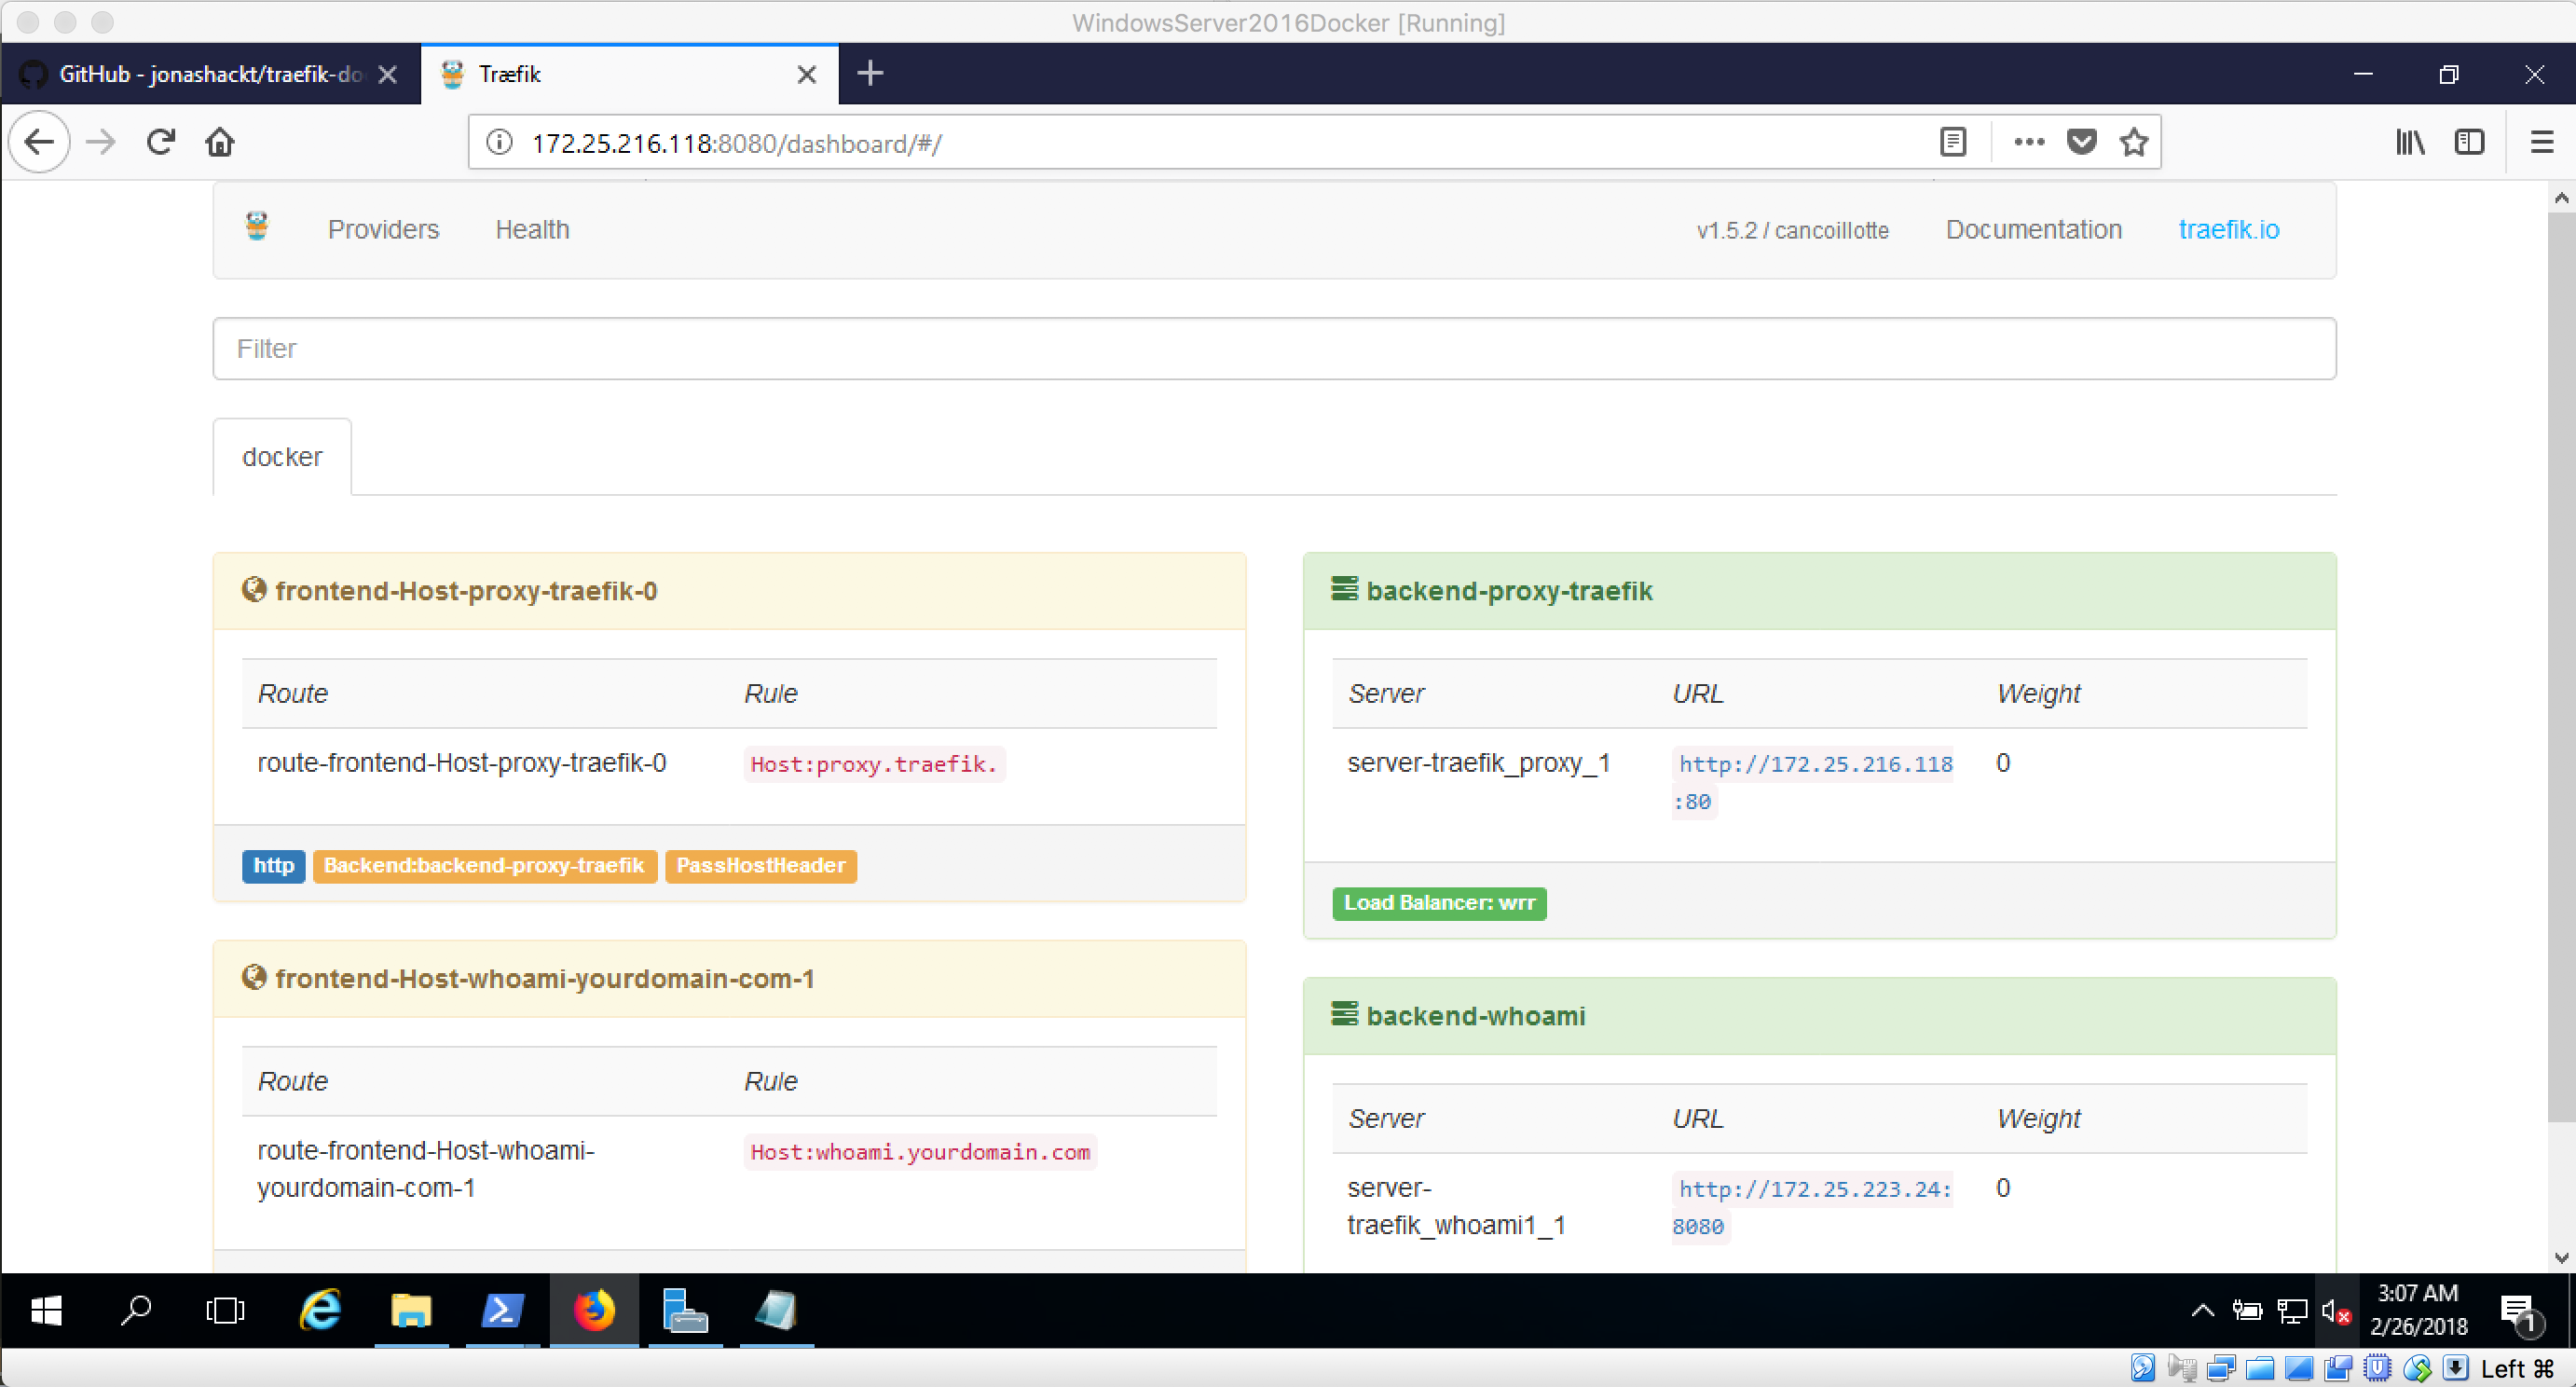 WindowsServer2016Docker [Running]
GitHub - jonashackt/traefik-do
Træfik
172.25.216.118:8080/dashboard/#/
Providers Health v1.5.2 / cancoillotte Documentation traefik.io
Filter
docker
frontend-Host-proxy-traefik-0
Route Rule
route-frontend-Host-proxy-traefik-0 Host:proxy.traefik.
http Backend:backend-proxy-traefik PassHostHeader
frontend-Host-whoami-yourdomain-com-1
Route Rule
route-frontend-Host-whoami- Host:whoami.yourdomain.com
yourdomain-com-1
backend-proxy-traefik
Server URL Weight
server-traefik_proxy_1 http://172.25.216.118 0
:80
Load Balancer: wrr
backend-whoami
Server URL Weight
server- http://172.25.223.24: 0
traefik_whoami1_1 8080
3:07 AM
2/26/2018
1
Left ⌘